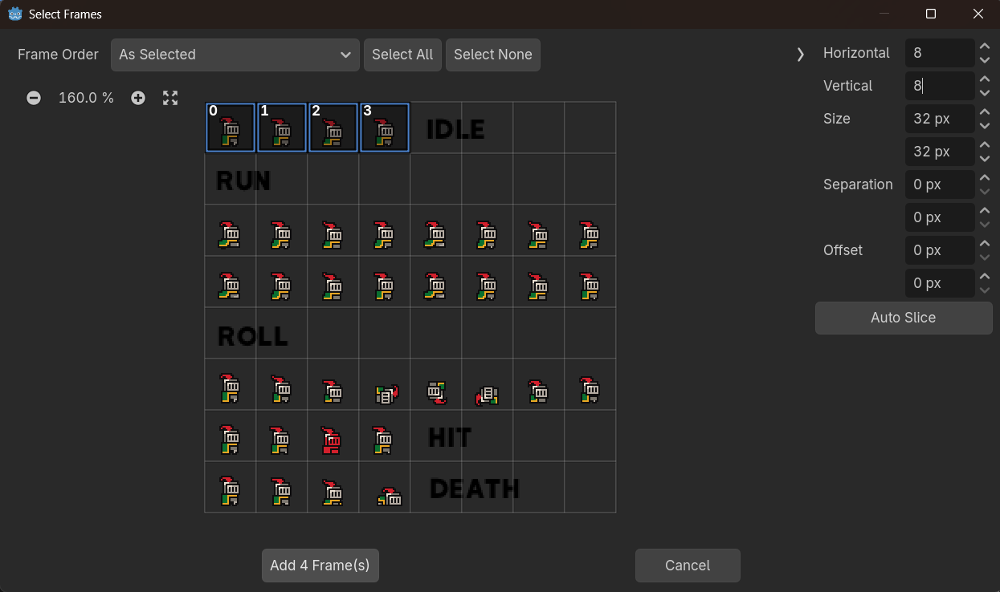 Select Frames
Frame Order As Selected Select All Select None
160.0 %
0 1 2 3 IDLE
RUN
ROLL
HIT
DEATH
Horizontal 8
Vertical 8
Size 32 px
32 px
Separation 0 px
0 px
Offset 0 px
0 px
Auto Slice
Add 4 Frame(s) Cancel